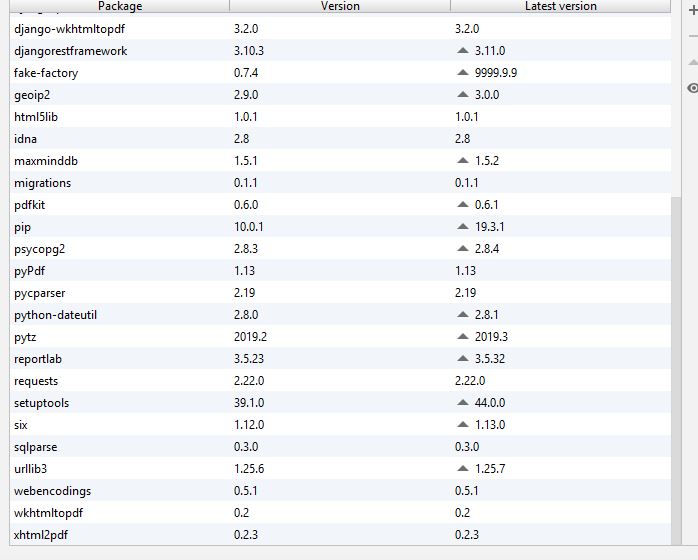 Package Version Latest version
django-wkhtmltopdf 3.2.0 3.2.0
djangorestframework 3.10.3 3.11.0
fake-factory 0.7.4 9999.9.9
geoip2 2.9.0 3.0.0
html5lib 1.0.1 1.0.1
idna 2.8 2.8
maxminddb 1.5.1 1.5.2
migrations 0.1.1 0.1.1
pdfkit 0.6.0 0.6.1
pip 10.0.1 19.3.1
psycopg2 2.8.3 2.8.4
pyPdf 1.13 1.13
pycparser 2.19 2.19
python-dateutil 2.8.0 2.8.1
pytz 2019.2 2019.3
reportlab 3.5.23 3.5.32
requests 2.22.0 2.22.0
setuptools 39.1.0 44.0.0
six 1.12.0 1.13.0
sqlparse 0.3.0 0.3.0
urllib3 1.25.6 1.25.7
webencodings 0.5.1 0.5.1
wkhtmltopdf 0.2 0.2
xhtml2pdf 0.2.3 0.2.3